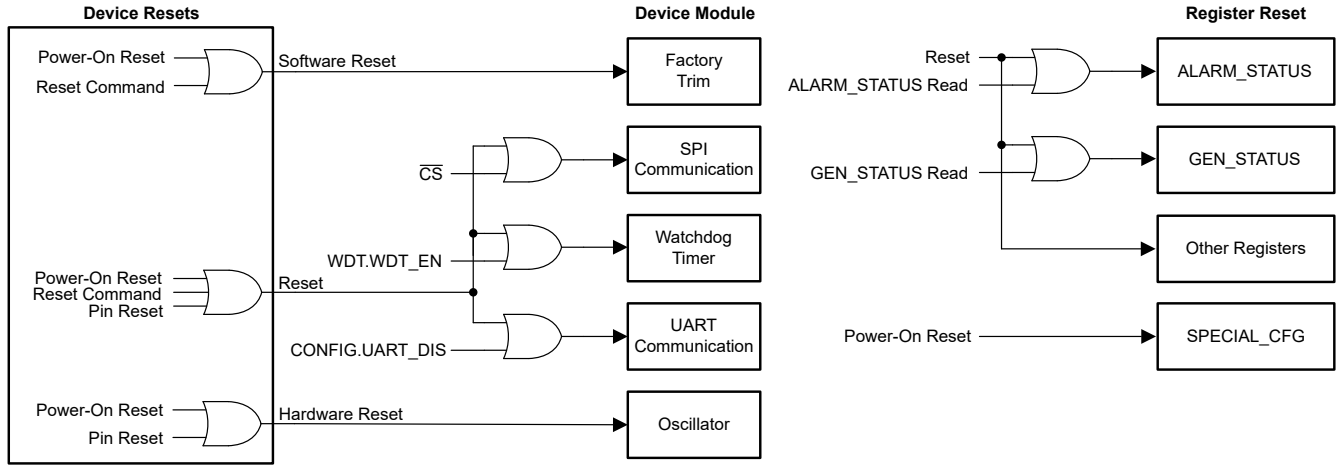 Device Resets
Power-On Reset
Reset Command
Software Reset
Power-On Reset
Reset Command
Pin Reset
Reset
Power-On Reset
Pin Reset
Hardware Reset
Device Module
Factory
Trim
CS
SPI
Communication
WDT.WDT_EN
Watchdog
Timer
CONFIG.UART_DIS
UART
Communication
Oscillator
Register Reset
Reset
ALARM_STATUS Read
ALARM_STATUS
GEN_STATUS Read
GEN_STATUS
Other Registers
Power-On Reset
SPECIAL_CFG